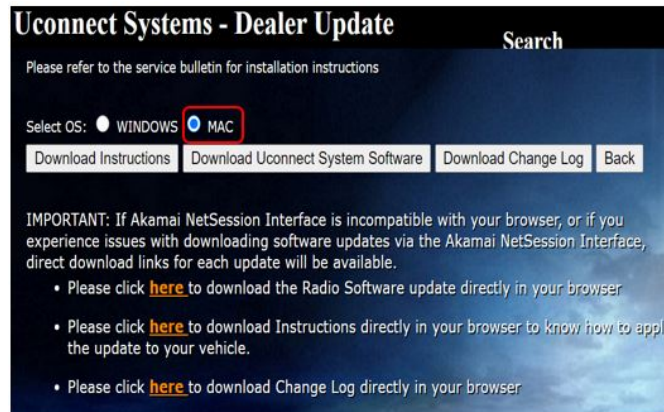 Uconnect Systems - Dealer Update
Search
Please refer to the service bulletin for installation instructions
Select OS: WINDOWS MAC
Download Instructions Download Uconnect System Software Download Change Log Back
IMPORTANT: If Akamai NetSession Interface is incompatible with your browser, or if you
experience issues with downloading software updates via the Akamai NetSession Interface,
direct download links for each update will be available.
• Please click here to download the Radio Software update directly in your browser
• Please click here to download Instructions directly in your browser to know how to appl
the update to your vehicle.
• Please click here to download Change Log directly in your browser